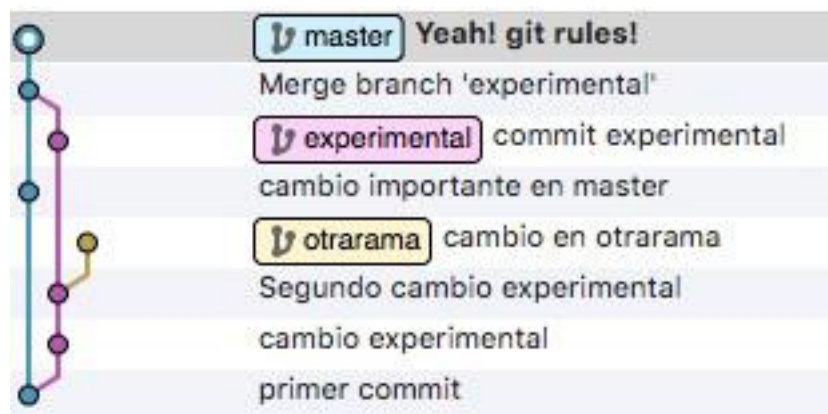 master Yeah! git rules!
Merge branch 'experimental'
experimental commit experimental
cambio importante en master
otrarama cambio en otrarama
Segundo cambio experimental
cambio experimental
primer commit